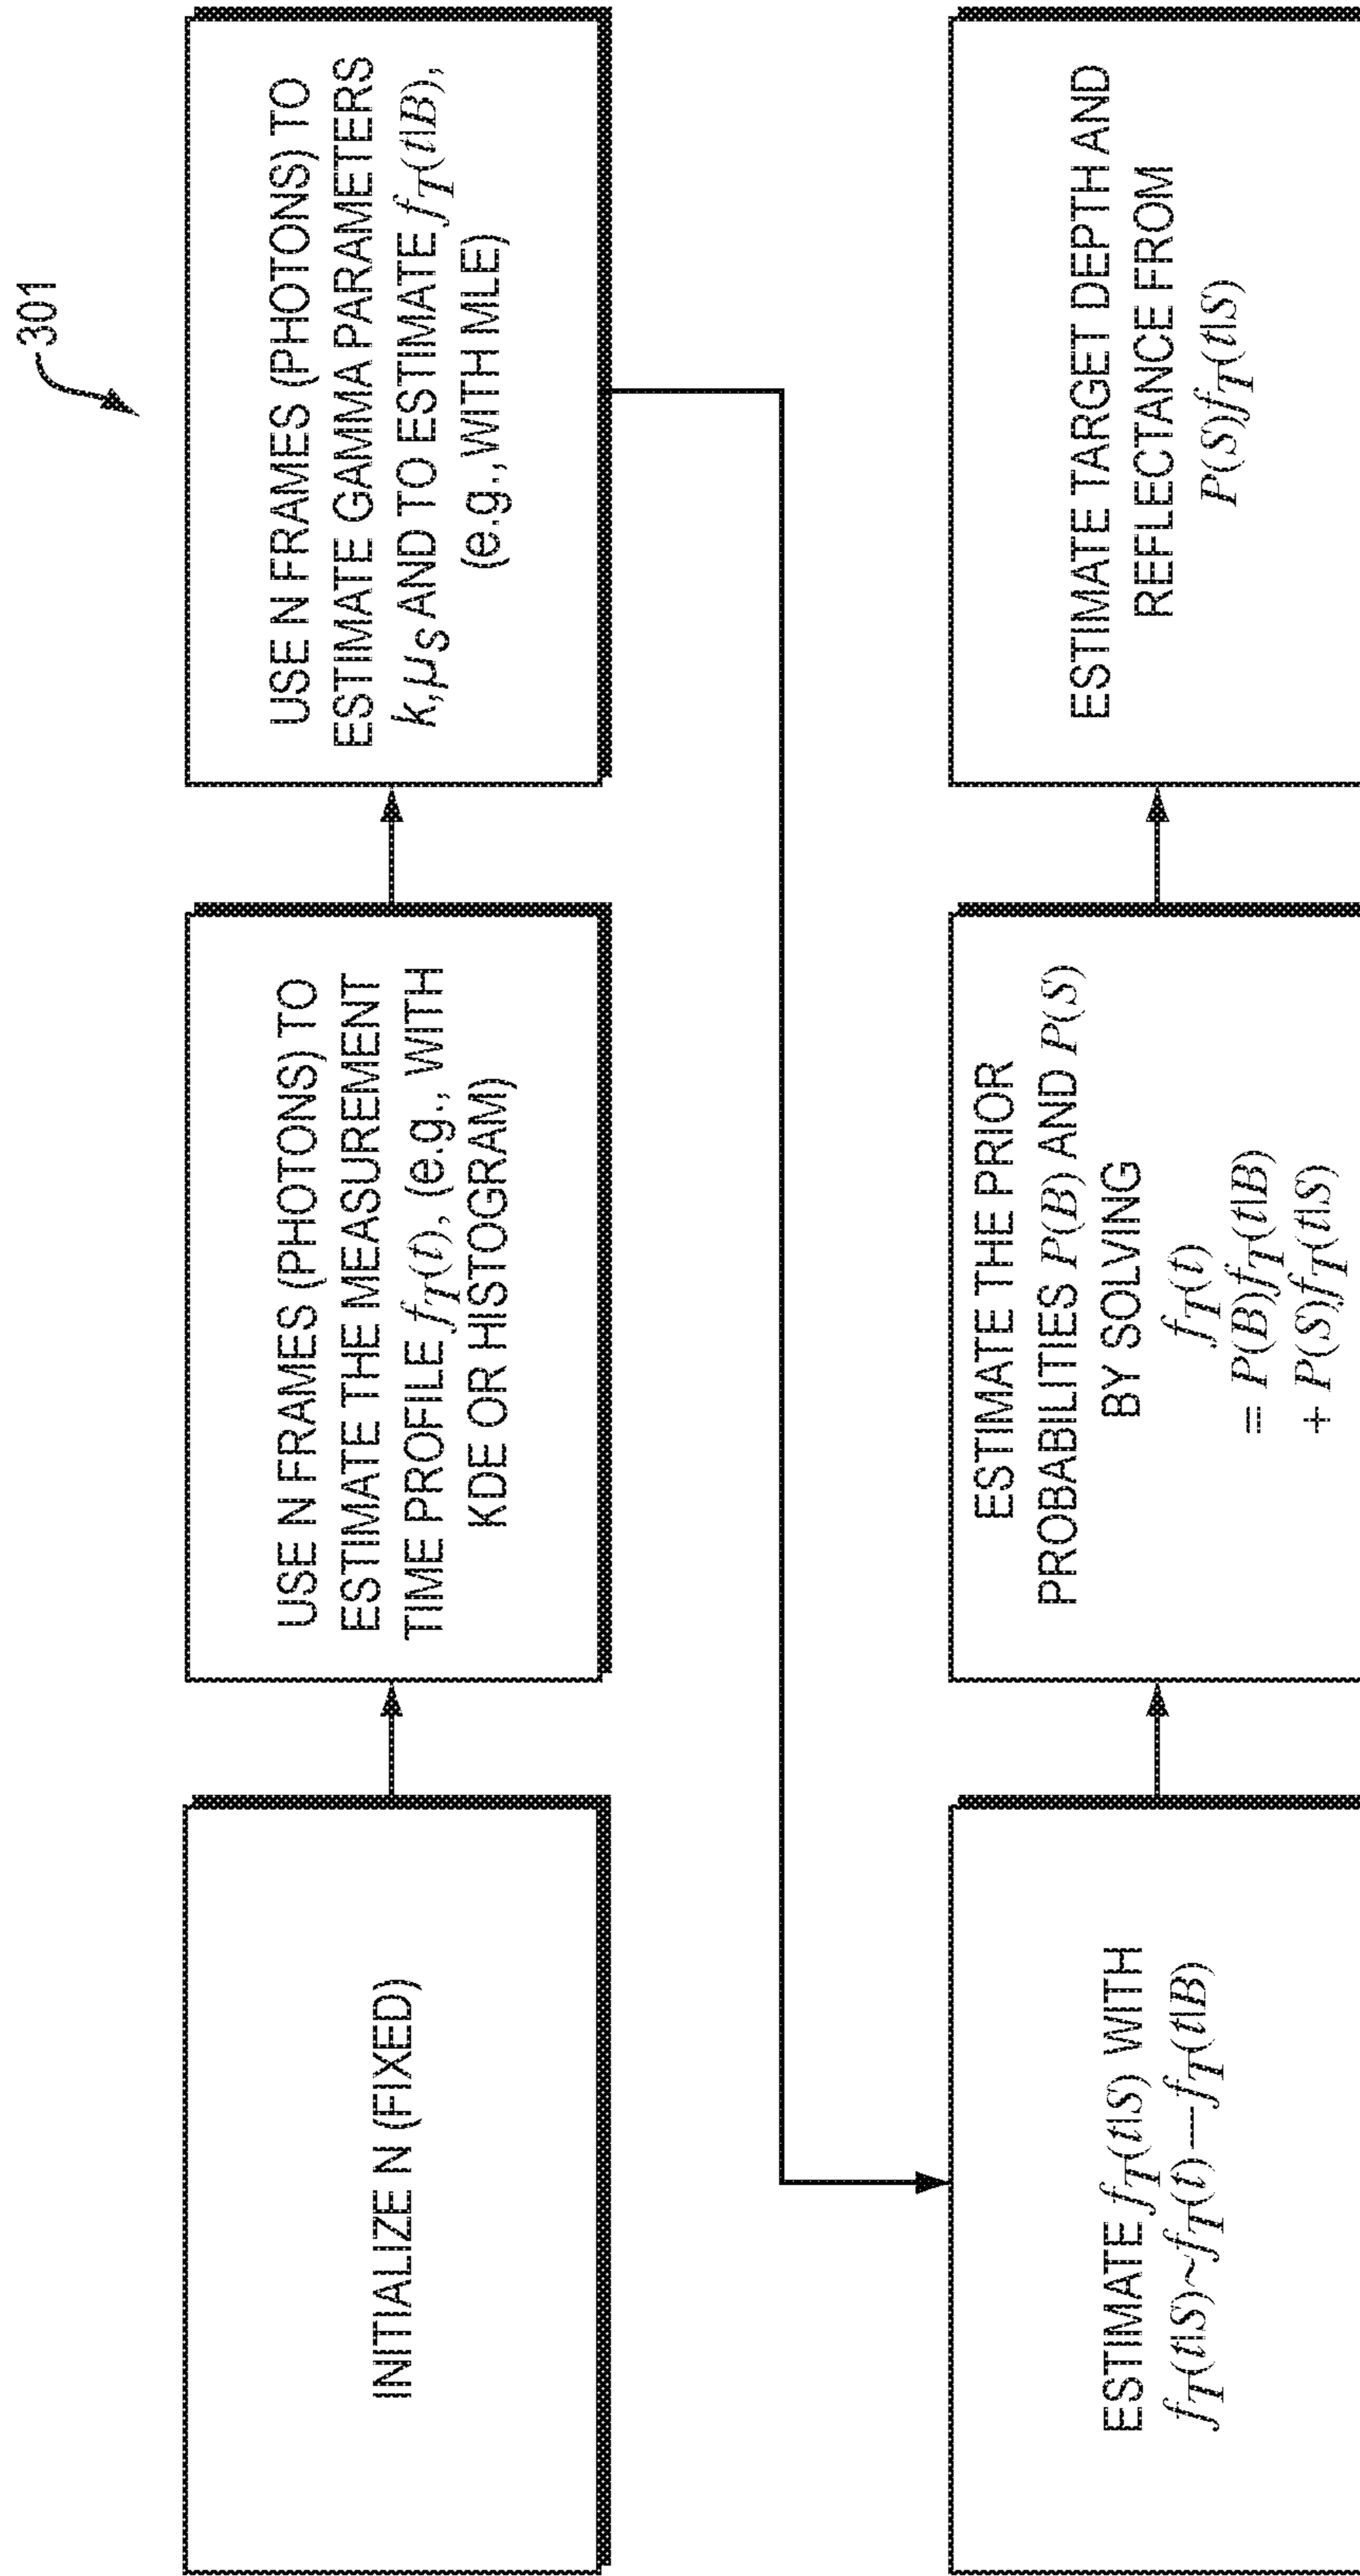 301
INITIALIZE N (FIXED)
USE N FRAMES (PHOTONS) TO
ESTIMATE THE MEASUREMENT
TIME PROFILE f_T(t), (e.g., WITH
KDE OR HISTOGRAM)
USE N FRAMES (PHOTONS) TO
ESTIMATE GAMMA PARAMETERS
k,μ_S AND TO ESTIMATE f_T(t|B),
(e.g., WITH MLE)
ESTIMATE f_T(t|S) WITH
f_T(t|S)~f_T(t)—f_T(t|B)
ESTIMATE THE PRIOR
PROBABILITIES P(B) AND P(S)
BY SOLVING
f_T(t)
= P(B)f_T(t|B)
+ P(S)f_T(t|S)
ESTIMATE TARGET DEPTH AND
REFLECTANCE FROM
P(S)f_T(t|S)